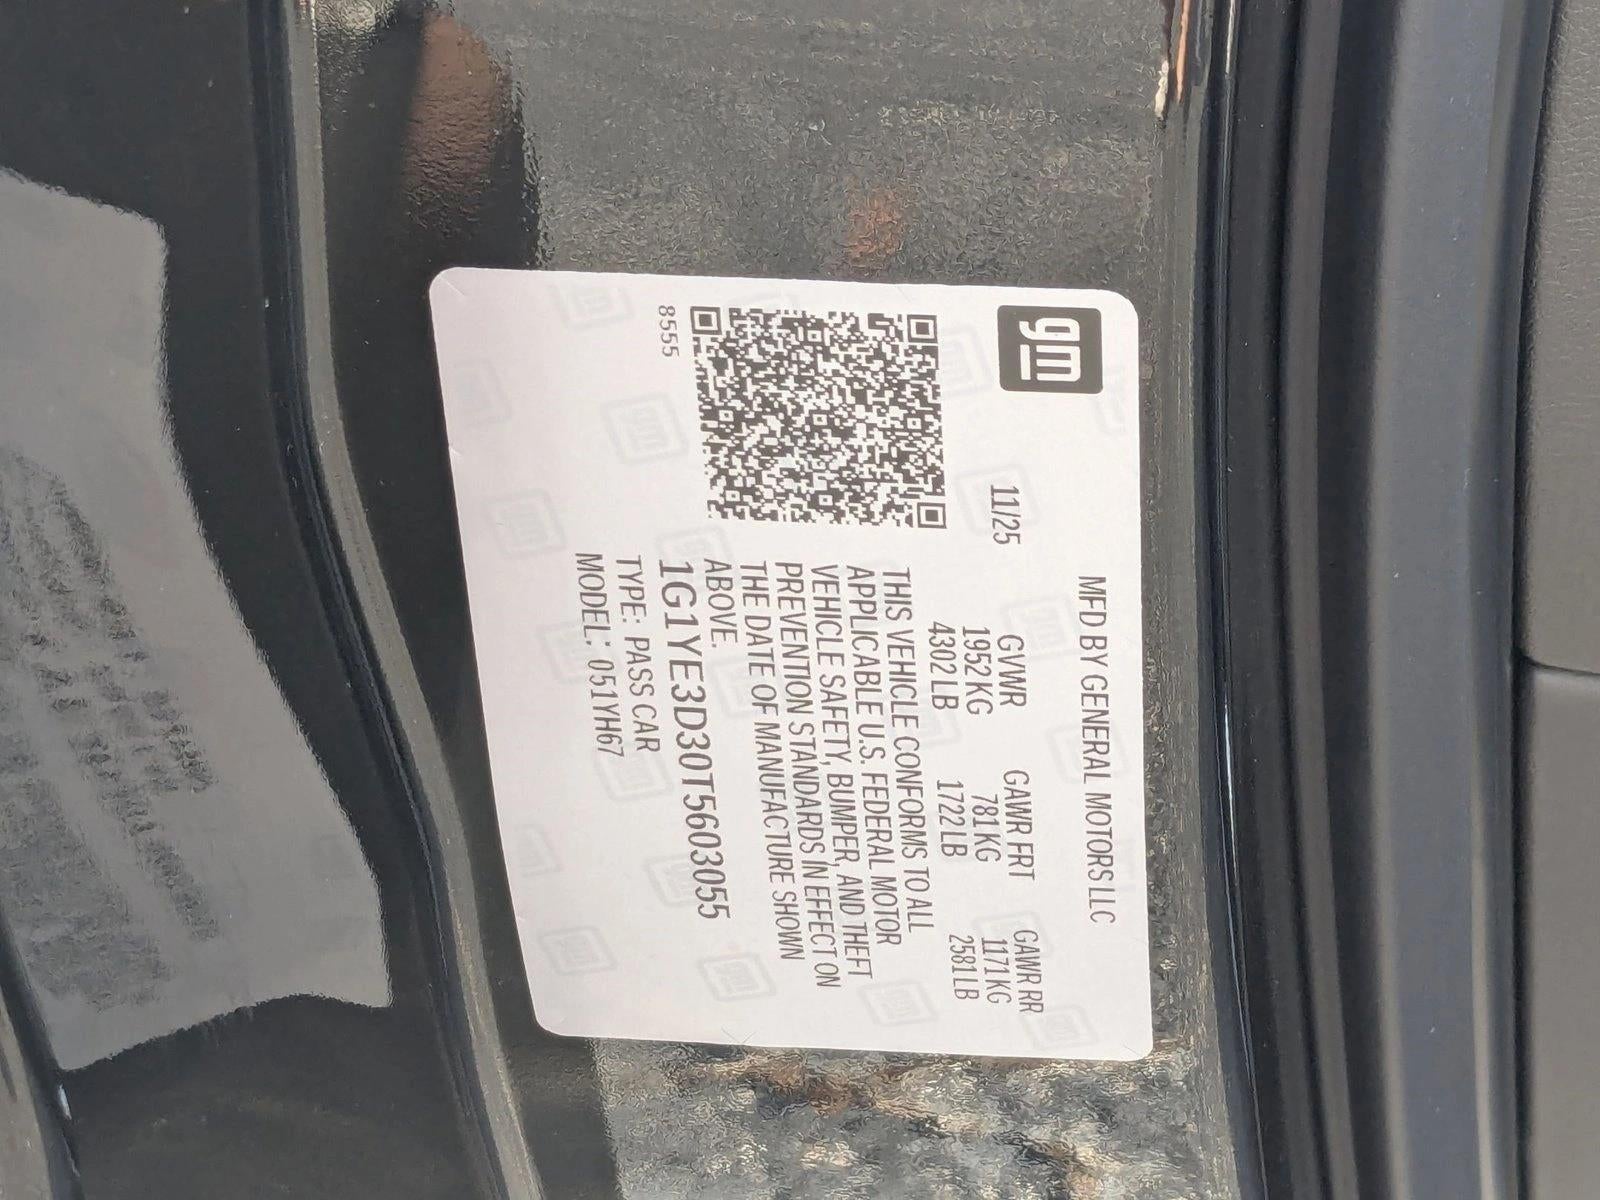 gm
MFD BY GENERAL MOTORS LLC
11/25
GVWR GAWR FRT GAWR RR
1952KG 781KG 1171KG
4302LB 1722LB 2581LB
THIS VEHICLE CONFORMS TO ALL
APPLICABLE U.S. FEDERAL MOTOR
VEHICLE SAFETY, BUMPER, AND THEFT
PREVENTION STANDARDS IN EFFECT ON
THE DATE OF MANUFACTURE SHOWN
ABOVE.
1G1YE3D30T5603055
TYPE: PASS CAR
MODEL: 051YH67
8555